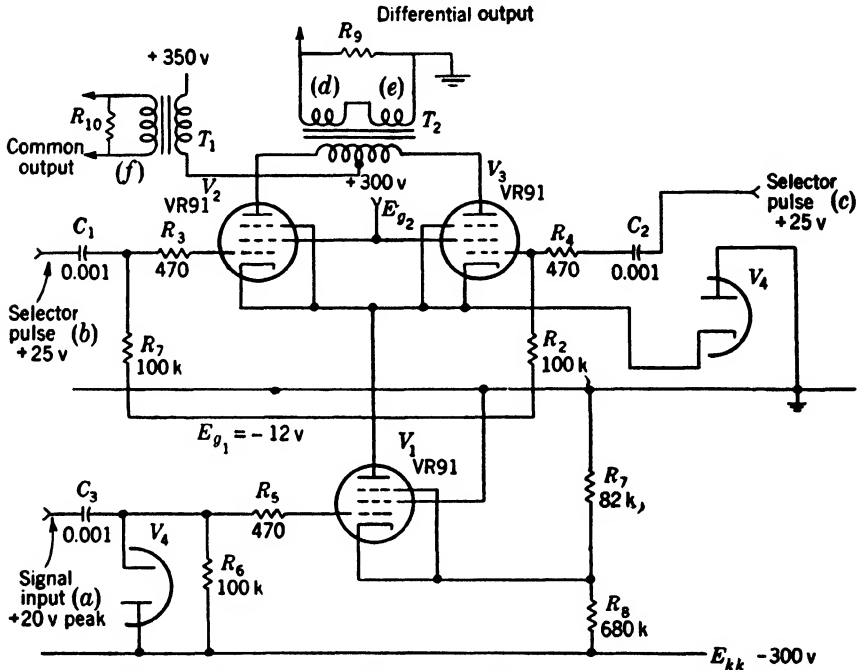 Differential output
R9
+350 v
(d) (e)
R10
T1
T2
Common
output
(f)
V2
VR91
+300 v
Eg2
V3
VR91
Selector
pulse (c)
+25 v
C1
0.001
R3
470
R4
470
C2
0.001
V4
Selector
pulse (b)
+25 v
R7
100 k
R2
100 k
Eg1 = -12 v
V1
VR91
C3
0.001
V4
R5
470
R7
82 k
Signal
input (a)
+20 v peak
R6
100 k
R8
680 k
Ekk -300 v